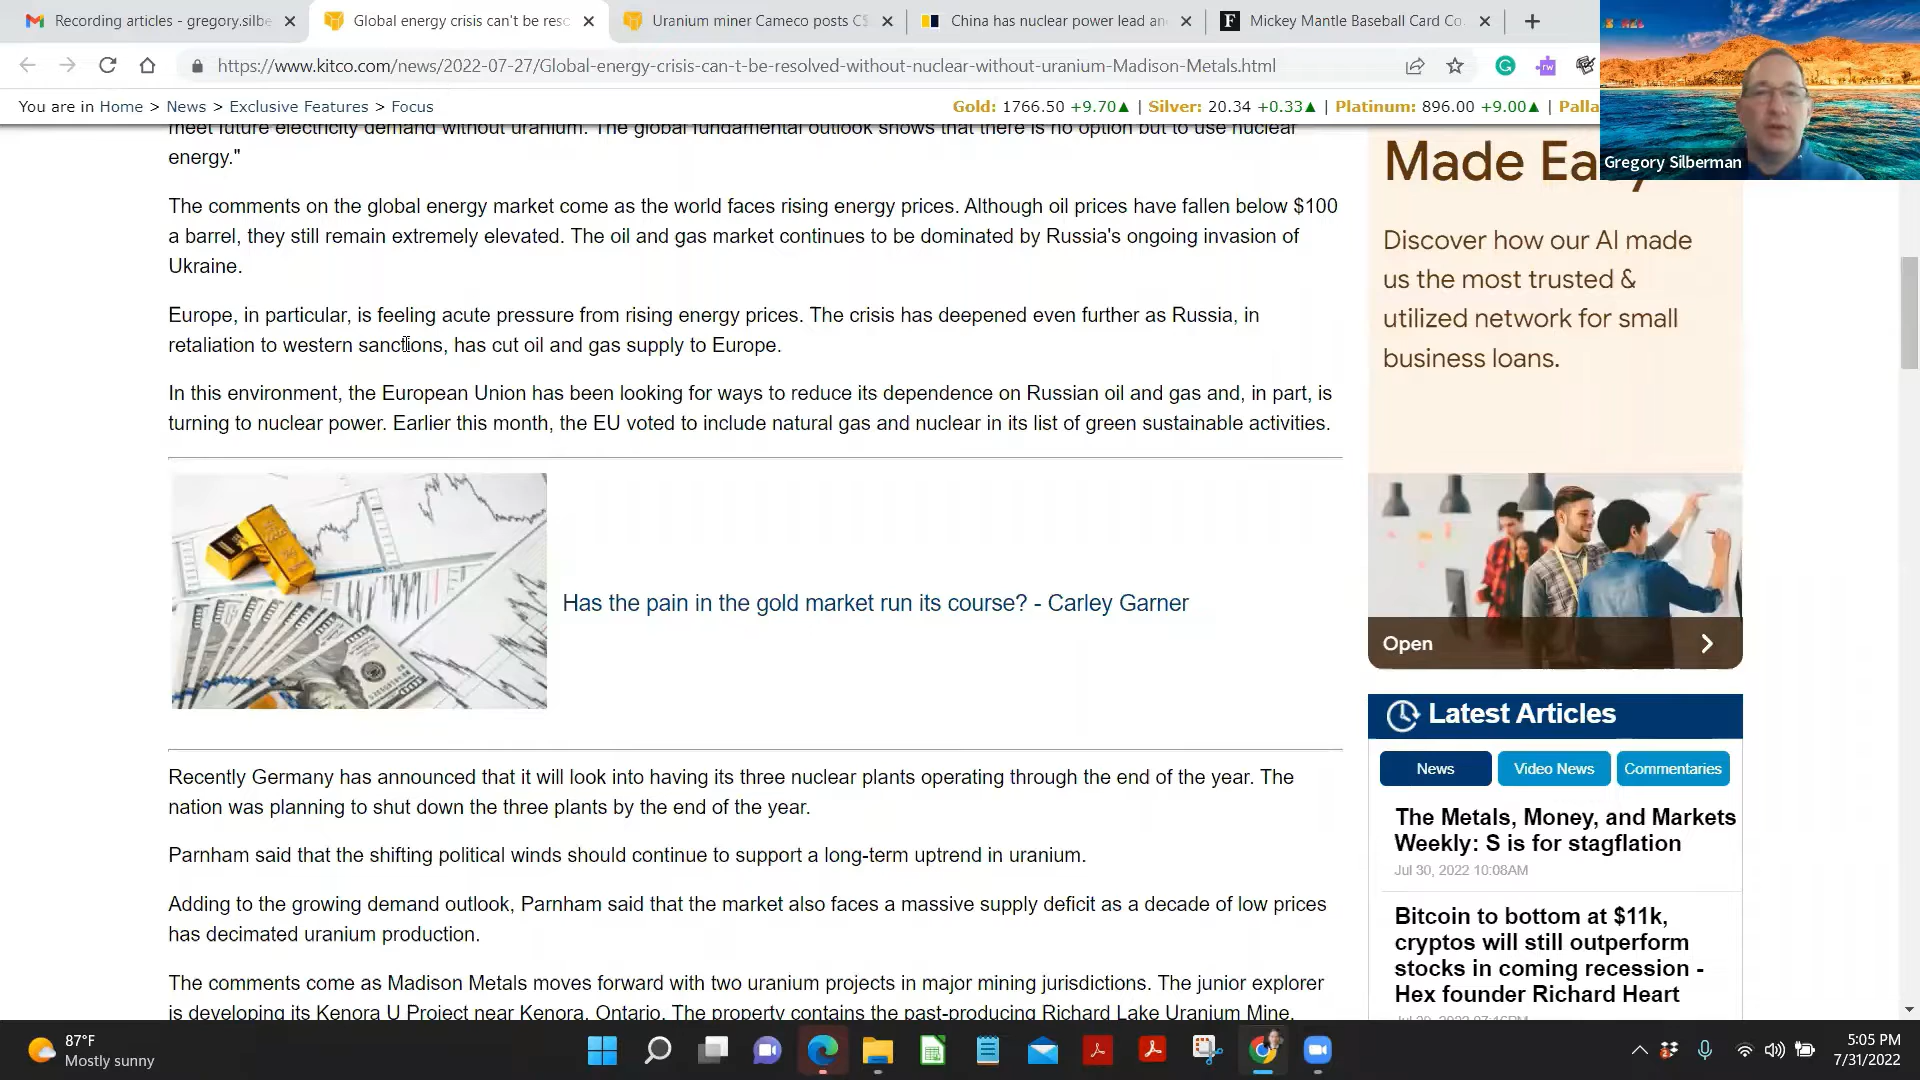 Recording articles - gregory.silbe
Global energy crisis can't be reso
Uranium miner Cameco posts C$
China has nuclear power lead an
Mickey Mantle Baseball Card Co
https://www.kitco.com/news/2022-07-27/Global-energy-crisis-can-t-be-resolved-without-nuclear-without-uranium-Madison-Metals.html
You are in Home > News > Exclusive Features > Focus
Gold: 1766.50 +9.70▲ | Silver: 20.34 +0.33▲ | Platinum: 896.00 +9.00▲ | Palla
Gregory Silberman
meet future electricity demand without uranium. The global fundamental outlook shows that there is no option but to use nuclear
energy."
The comments on the global energy market come as the world faces rising energy prices. Although oil prices have fallen below $100
a barrel, they still remain extremely elevated. The oil and gas market continues to be dominated by Russia's ongoing invasion of
Ukraine.
Europe, in particular, is feeling acute pressure from rising energy prices. The crisis has deepened even further as Russia, in
retaliation to western sanctions, has cut oil and gas supply to Europe.
In this environment, the European Union has been looking for ways to reduce its dependence on Russian oil and gas and, in part, is
turning to nuclear power. Earlier this month, the EU voted to include natural gas and nuclear in its list of green sustainable activities.
Has the pain in the gold market run its course? - Carley Garner
Recently Germany has announced that it will look into having its three nuclear plants operating through the end of the year. The
nation was planning to shut down the three plants by the end of the year.
Parnham said that the shifting political winds should continue to support a long-term uptrend in uranium.
Adding to the growing demand outlook, Parnham said that the market also faces a massive supply deficit as a decade of low prices
has decimated uranium production.
The comments come as Madison Metals moves forward with two uranium projects in major mining jurisdictions. The junior explorer
is developing its Kenora U Project near Kenora, Ontario. The property contains the past-producing Richard Lake Uranium Mine.
Made Ea
Discover how our AI made
us the most trusted &
utilized network for small
business loans.
Open
Latest Articles
News
Video News
Commentaries
The Metals, Money, and Markets
Weekly: S is for stagflation
Jul 30, 2022 10:08AM
Bitcoin to bottom at $11k,
cryptos will still outperform
stocks in coming recession -
Hex founder Richard Heart
87°F
Mostly sunny
5:05 PM
7/31/2022